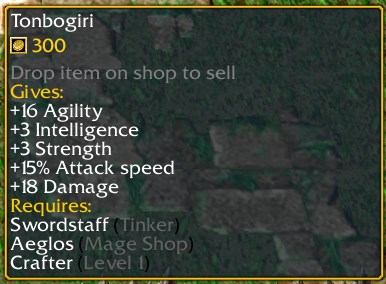 Tonbogiri
300
Drop item on shop to sell
Gives:
+16 Agility
+3 Intelligence
+3 Strength
+15% Attack speed
+18 Damage
Requires:
Swordstaff (Tinker)
Aeglos (Mage Shop)
Crafter (Level 1)